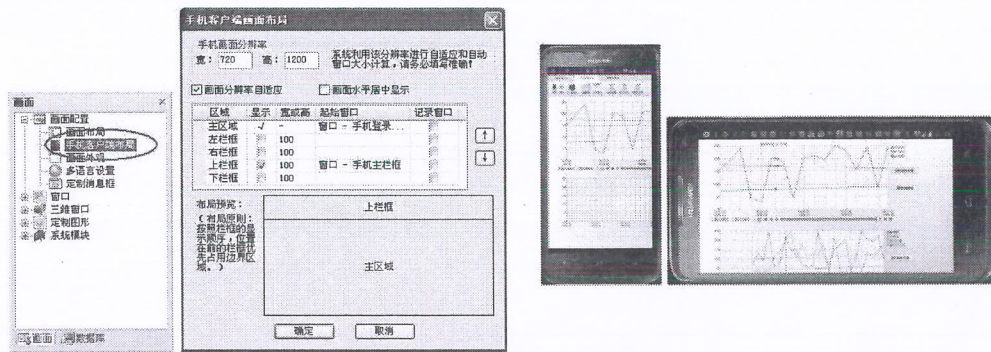 画面
画面配置
画面布局
手机客户端布局
画面外观
多语言设置
定制消息框
窗口
三维窗口
定制图形
系统模块
画面 数据库
手机客户端画面布局
手机画面分辨率
宽: 720 高: 1200
系统利用该分辨率进行自适应和自动
窗口大小计算,请务必填写准确!
画面分辨率自适应 画面水平居中显示
区域 显示 宽或高 起始窗口 记录窗口
主区域 √ - 窗口 - 手机登录...
左栏框 100
右栏框 100
上栏框 100 窗口 - 手机主栏框
下栏框 100
布局预览:
(布局原则:
按照栏框的显
示顺序,位置
在前的栏框优
先占用边界区
域。)
上栏框
主区域
确定 取消